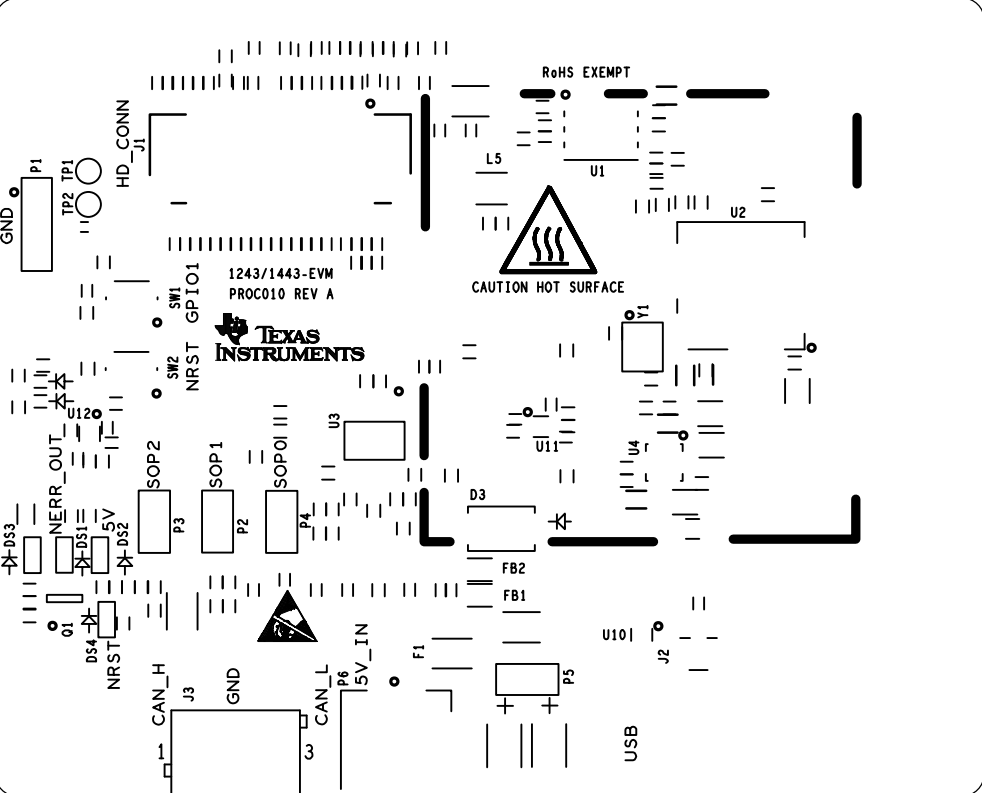 RoHS EXEMPT
HD_CONN
J1
L5
U1
P1
TP1
TP2
GND
U2
1243/1443-EVM
PROC010 REV A
CAUTION HOT SURFACE
SW1
GPIO1
Y1
TEXAS
INSTRUMENTS
SW2
NRST
U12
U3
U11
U4
NERR_OUT
SOP2
SOP1
SOP0
D3
5V
DS3
DS1
DS2
P3
P2
P4
FB2
FB1
Q1
DS4
NRST
U10
J2
F1
5V_IN
P6
P5
CAN_H
J3
GND
CAN_L
1
3
+ +
USB